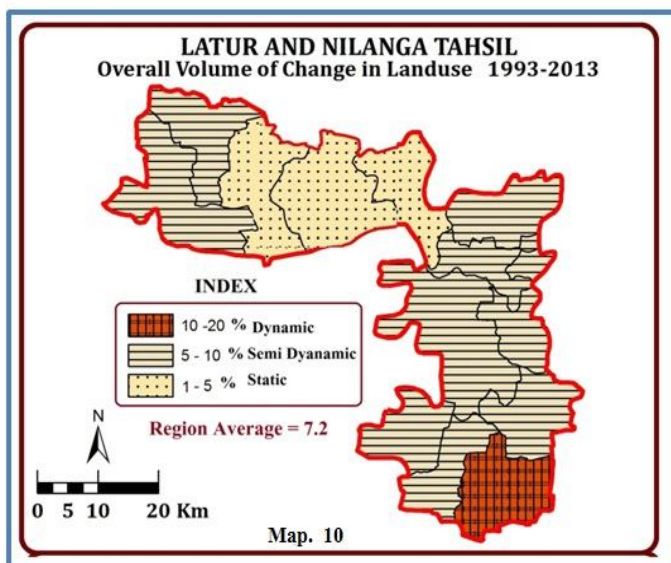 LATUR AND NILANGA TAHSIL
Overall Volume of Change in Landuse 1993-2013
INDEX
10 -20 % Dynamic
5 - 10 % Semi Dyanamic
1 - 5 % Static
Region Average = 7.2
N
0 5 10 20 Km
Map. 10